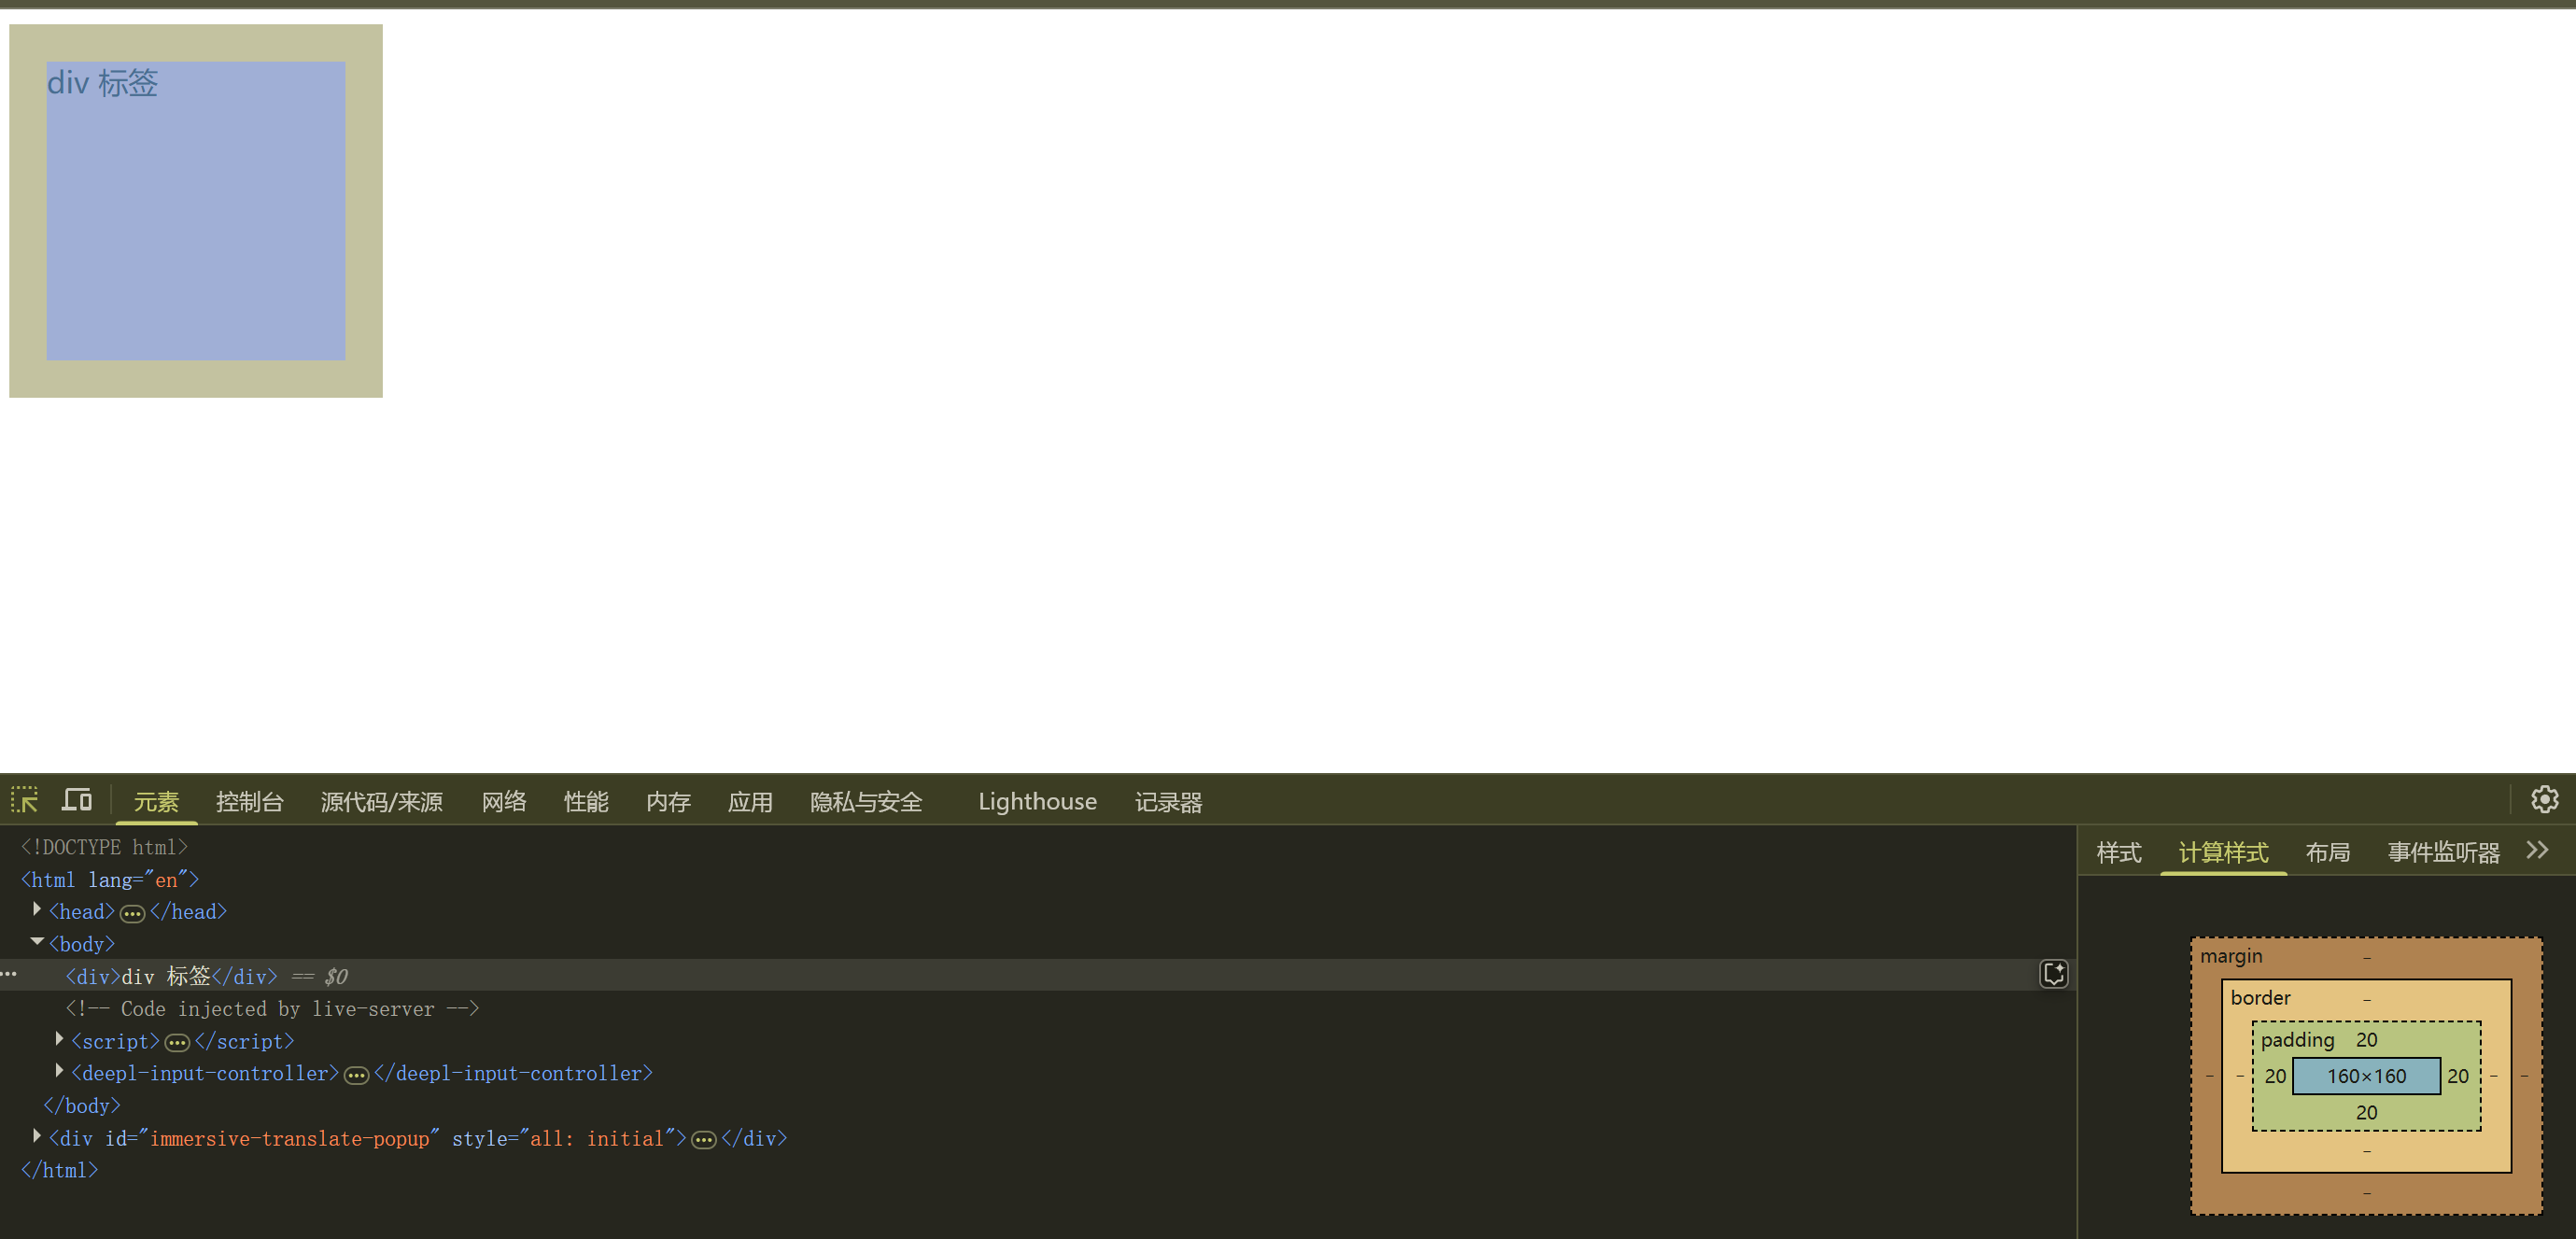 div 标签
元素 控制台 源代码/来源 网络 性能 内存 应用 隐私与安全 Lighthouse 记录器
<!DOCTYPE html>
<html lang="en">
<head>…</head>
<body>
<div>div 标签</div> == $0
<!-- Code injected by live-server -->
<script>…</script>
<deepl-input-controller>…</deepl-input-controller>
</body>
<div id="immersive-translate-popup" style="all: initial">…</div>
</html>
样式 计算样式 布局 事件监听器
margin -
border -
padding 20
- - 20 160×160 20 - -
20
-
-